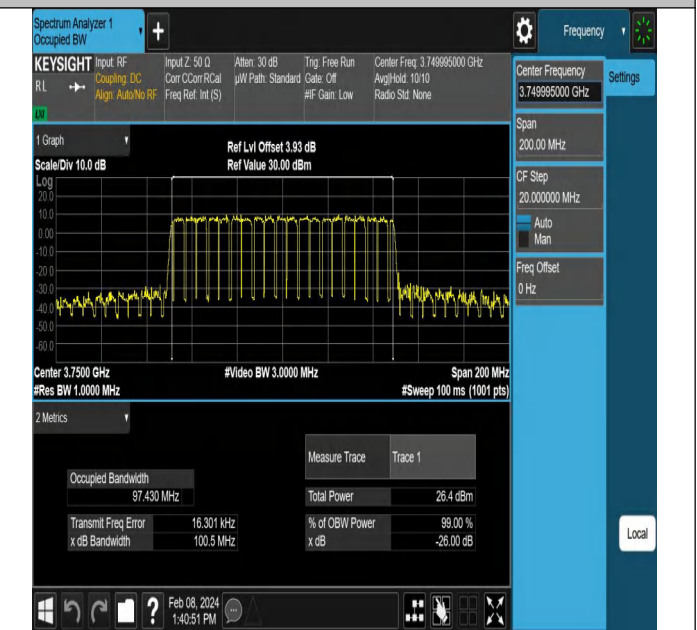 Spectrum Analyzer 1
Occupied BW
+
Frequency
KEYSIGHT
RL
LXI
Input: RF
Coupling: DC
Align: Auto/No RF
Input Z: 50 Ω
Corr CCorr RCal
Freq Ref: Int (S)
Atten: 30 dB
µW Path: Standard
Trig: Free Run
Gate: Off
#IF Gain: Low
Center Freq: 3.749995000 GHz
Avg|Hold: 10/10
Radio Std: None
Center Frequency
3.749995000 GHz
Settings
Span
200.00 MHz
CF Step
20.000000 MHz
Auto
Man
Freq Offset
0 Hz
1 Graph
Scale/Div 10.0 dB
Ref Lvl Offset 3.93 dB
Ref Value 30.00 dBm
Log
20.0
10.0
0.00
-10.0
-20.0
-30.0
-40.0
-50.0
-60.0
Center 3.7500 GHz
#Res BW 1.0000 MHz
#Video BW 3.0000 MHz
Span 200 MHz
#Sweep 100 ms (1001 pts)
2 Metrics
Measure Trace Trace 1
Occupied Bandwidth
97.430 MHz
Total Power 26.4 dBm
Transmit Freq Error 16.301 kHz
% of OBW Power 99.00 %
x dB Bandwidth 100.5 MHz
x dB -26.00 dB
Local
?
Feb 08, 2024
1:40:51 PM